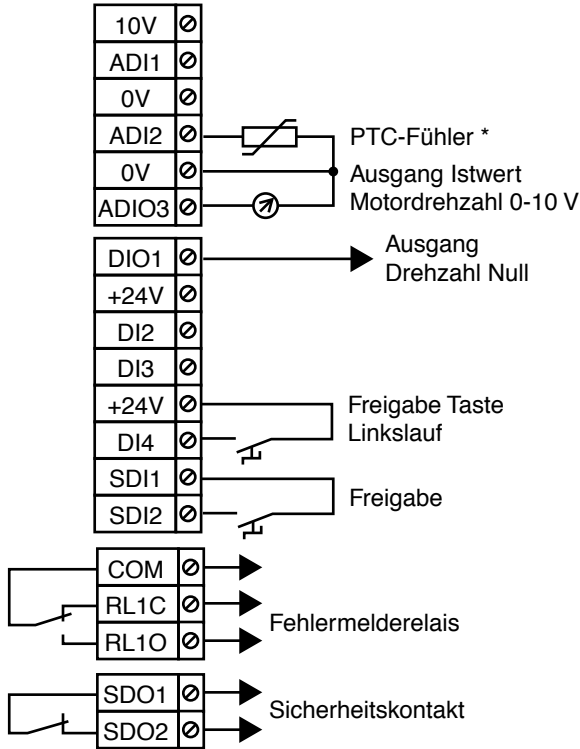 10V
ADI1
0V
ADI2
PTC-Fühler *
0V
Ausgang Istwert
Motordrehzahl 0-10 V
ADIO3
DIO1
Ausgang
Drehzahl Null
+24V
DI2
DI3
+24V
Freigabe Taste
Linkslauf
DI4
SDI1
Freigabe
SDI2
COM
RL1C
Fehlermelderelais
RL1O
SDO1
Sicherheitskontakt
SDO2